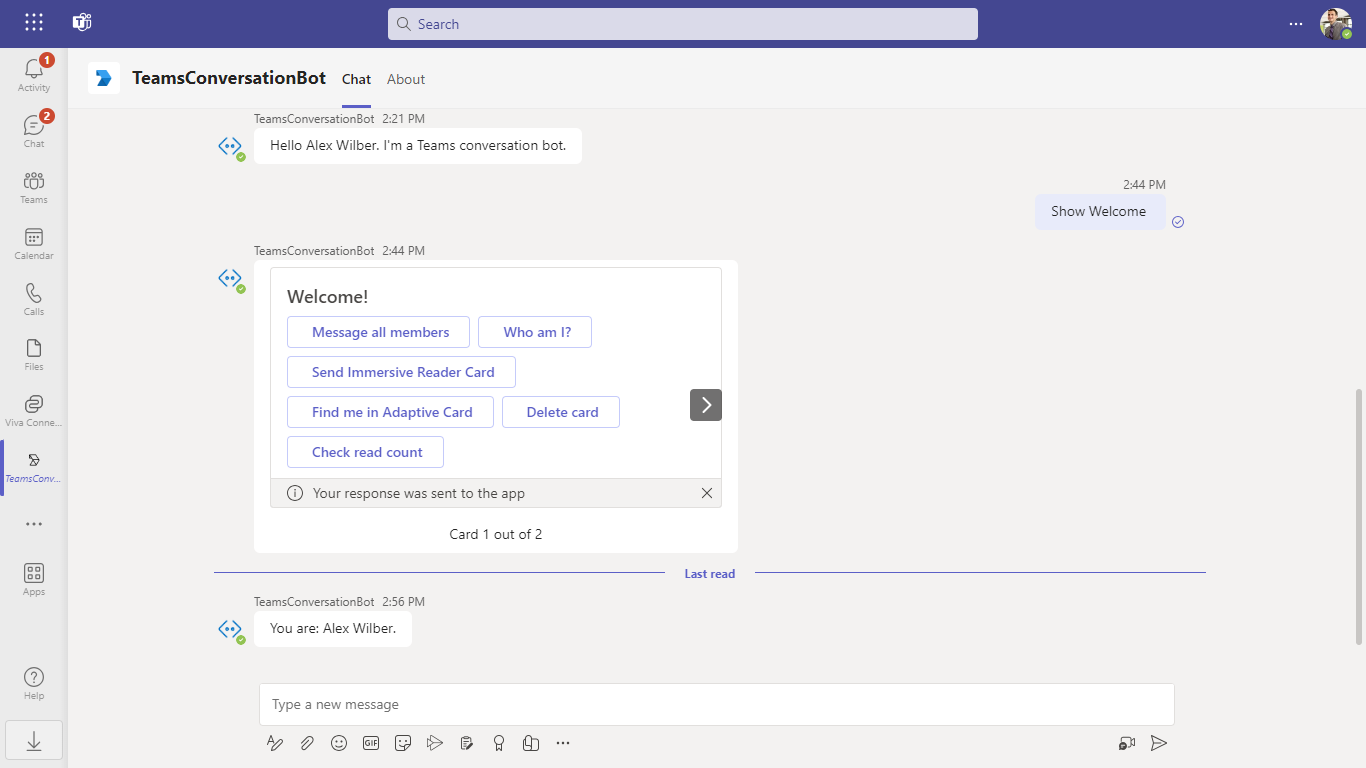 Search
1
Activity
2
Chat
Teams
Calendar
Calls
Files
Viva Conne...
TeamsConv...
Apps
Help
TeamsConversationBot Chat About
TeamsConversationBot 2:21 PM
Hello Alex Wilber. I'm a Teams conversation bot.
2:44 PM
Show Welcome
TeamsConversationBot 2:44 PM
Welcome!
Message all members Who am I?
Send Immersive Reader Card
Find me in Adaptive Card Delete card
Check read count
Your response was sent to the app
Card 1 out of 2
Last read
TeamsConversationBot 2:56 PM
You are: Alex Wilber.
Type a new message
GIF